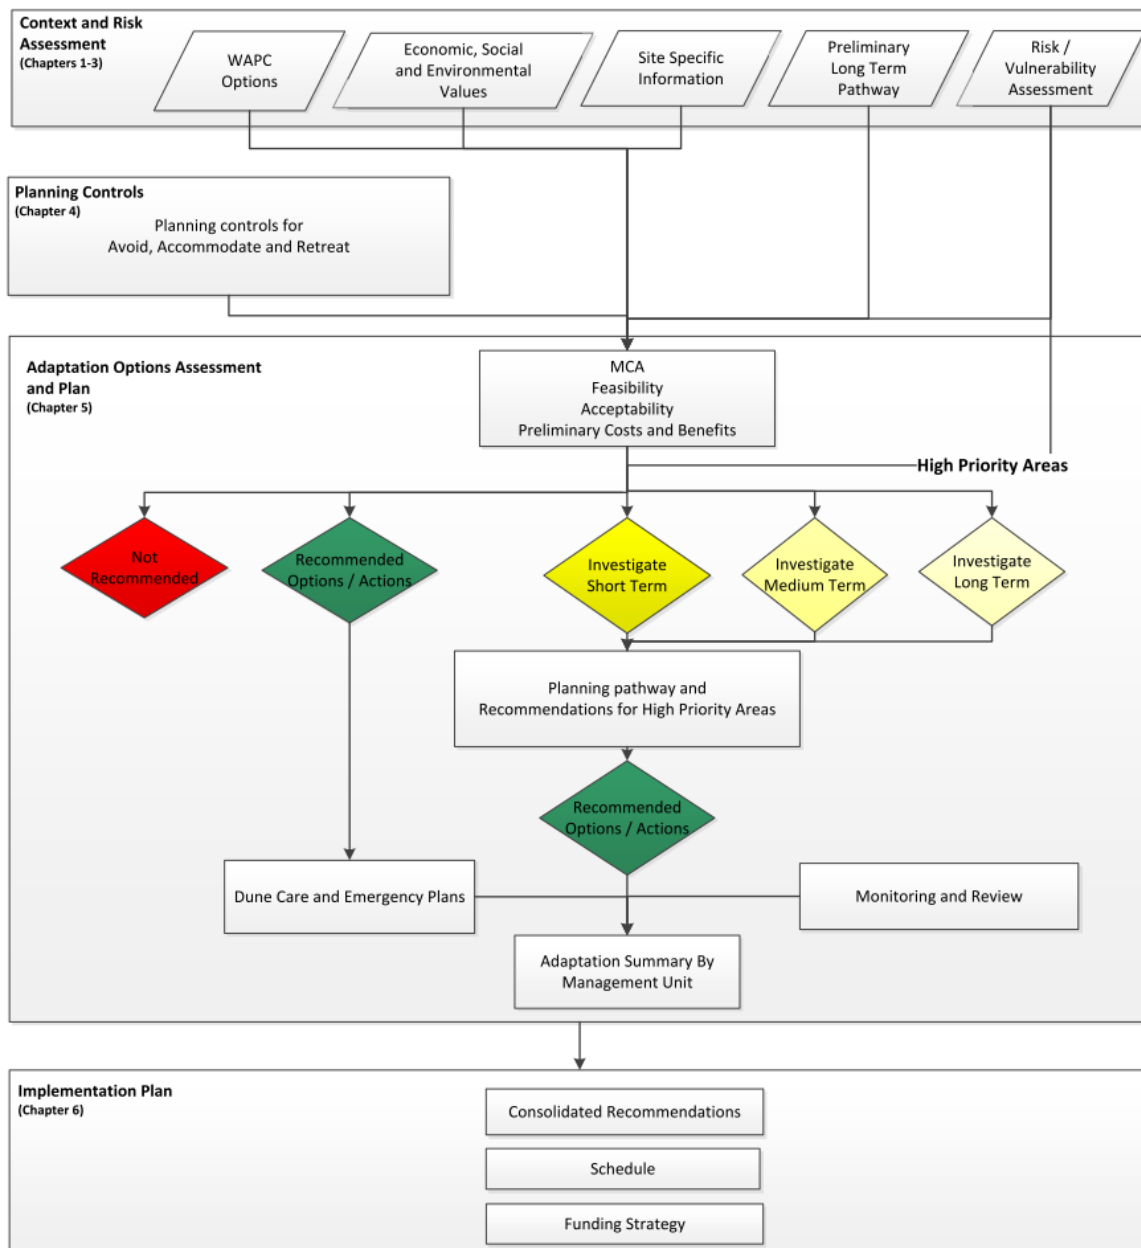 Context and Risk
Assessment
(Chapters 1-3)
WAPC
Options
Economic, Social
and Environmental
Values
Site Specific
Information
Preliminary
Long Term
Pathway
Risk /
Vulnerability
Assessment
Planning Controls
(Chapter 4)
Planning controls for
Avoid, Accommodate and Retreat
Adaptation Options Assessment
and Plan
(Chapter 5)
MCA
Feasibility
Acceptability
Preliminary Costs and Benefits
High Priority Areas
Not
Recommended
Recommended
Options / Actions
Investigate
Short Term
Investigate
Medium Term
Investigate
Long Term
Planning pathway and
Recommendations for High Priority Areas
Recommended
Options / Actions
Dune Care and Emergency Plans
Monitoring and Review
Adaptation Summary By
Management Unit
Implementation Plan
(Chapter 6)
Consolidated Recommendations
Schedule
Funding Strategy